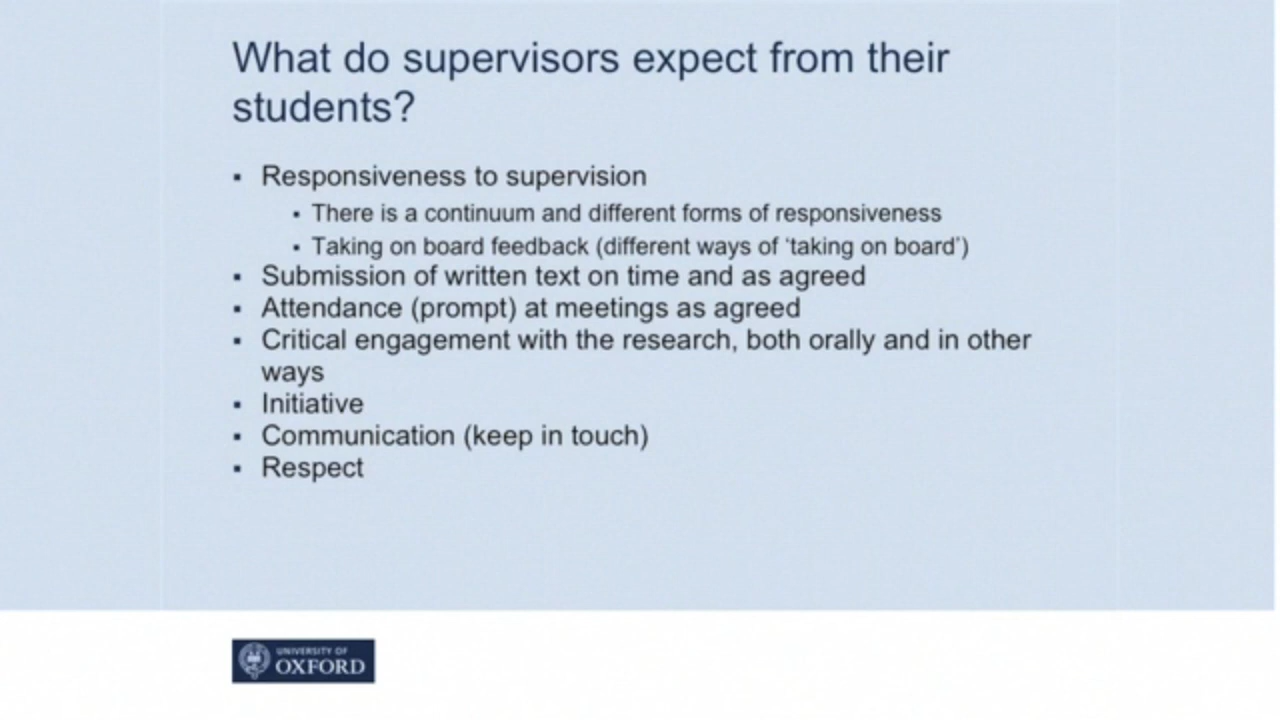 What do supervisors expect from their
students?
▪ Responsiveness to supervision
▪ There is a continuum and different forms of responsiveness
▪ Taking on board feedback (different ways of ‘taking on board’)
▪ Submission of written text on time and as agreed
▪ Attendance (prompt) at meetings as agreed
▪ Critical engagement with the research, both orally and in other
ways
▪ Initiative
▪ Communication (keep in touch)
▪ Respect
UNIVERSITY OF
OXFORD